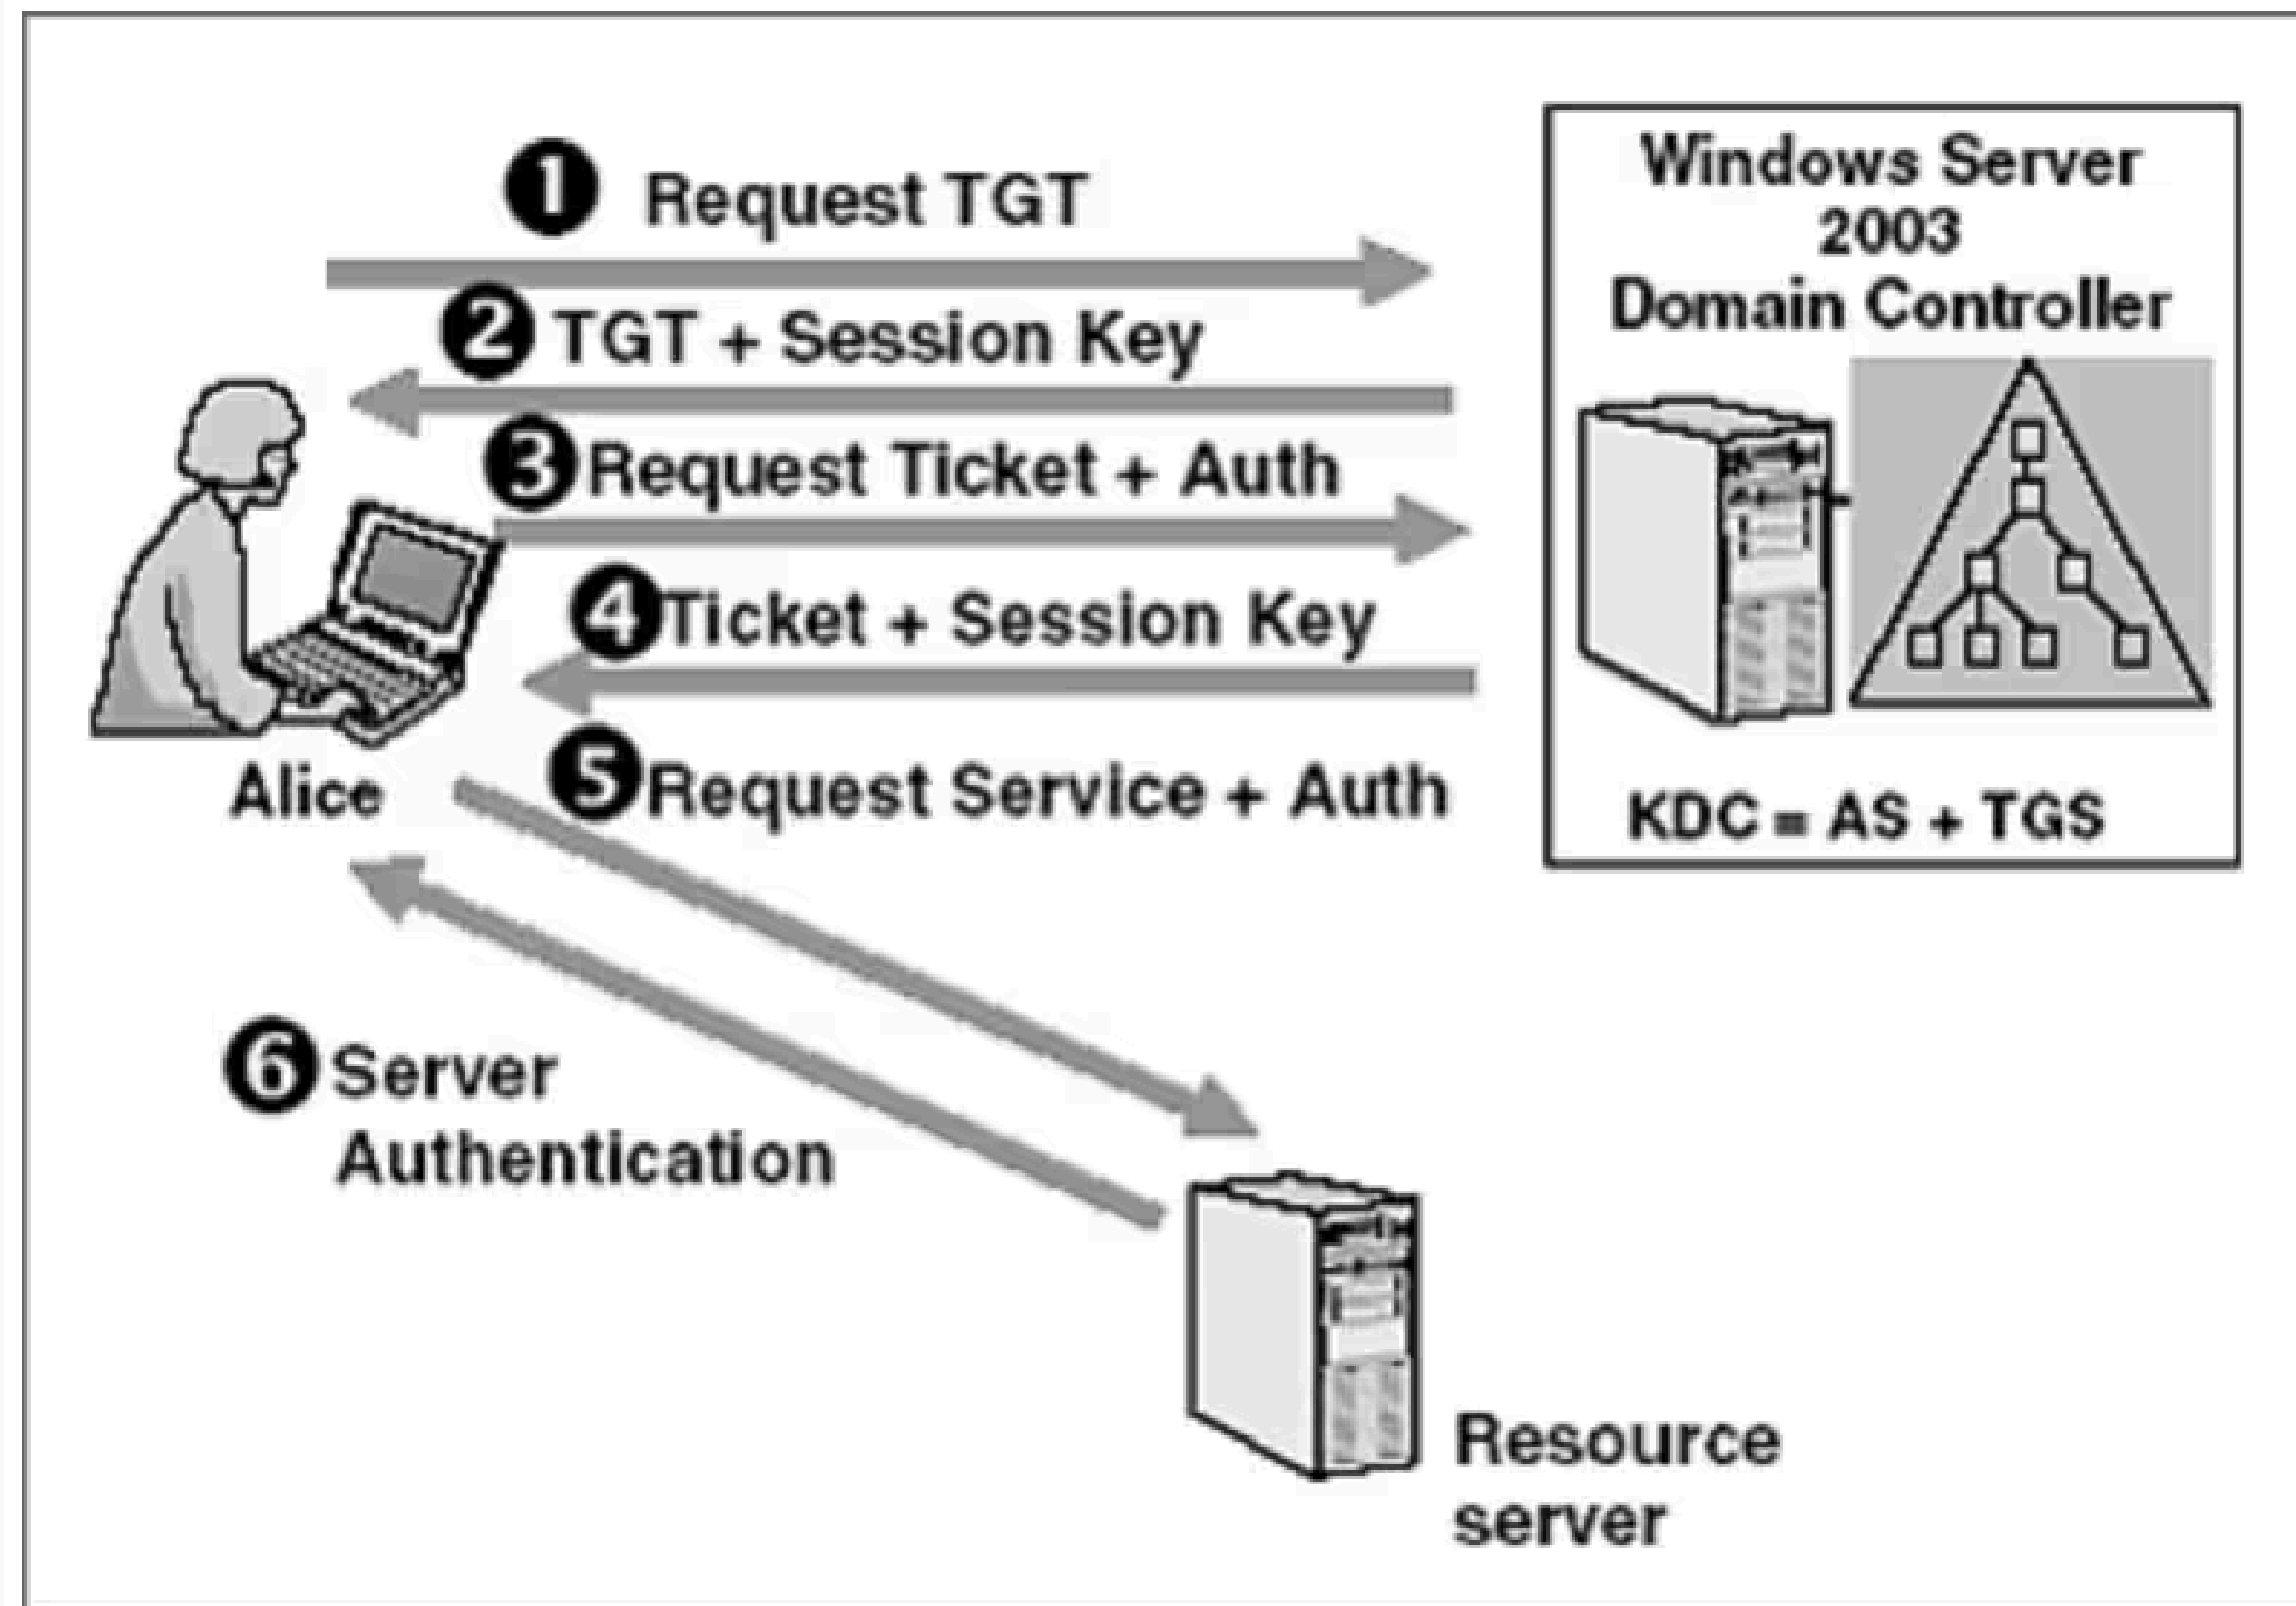 1 Request TGT
2 TGT + Session Key
3 Request Ticket + Auth
4 Ticket + Session Key
5 Request Service + Auth
Alice
6 Server
Authentication
Windows Server
2003
Domain Controller
KDC = AS + TGS
Resource
server